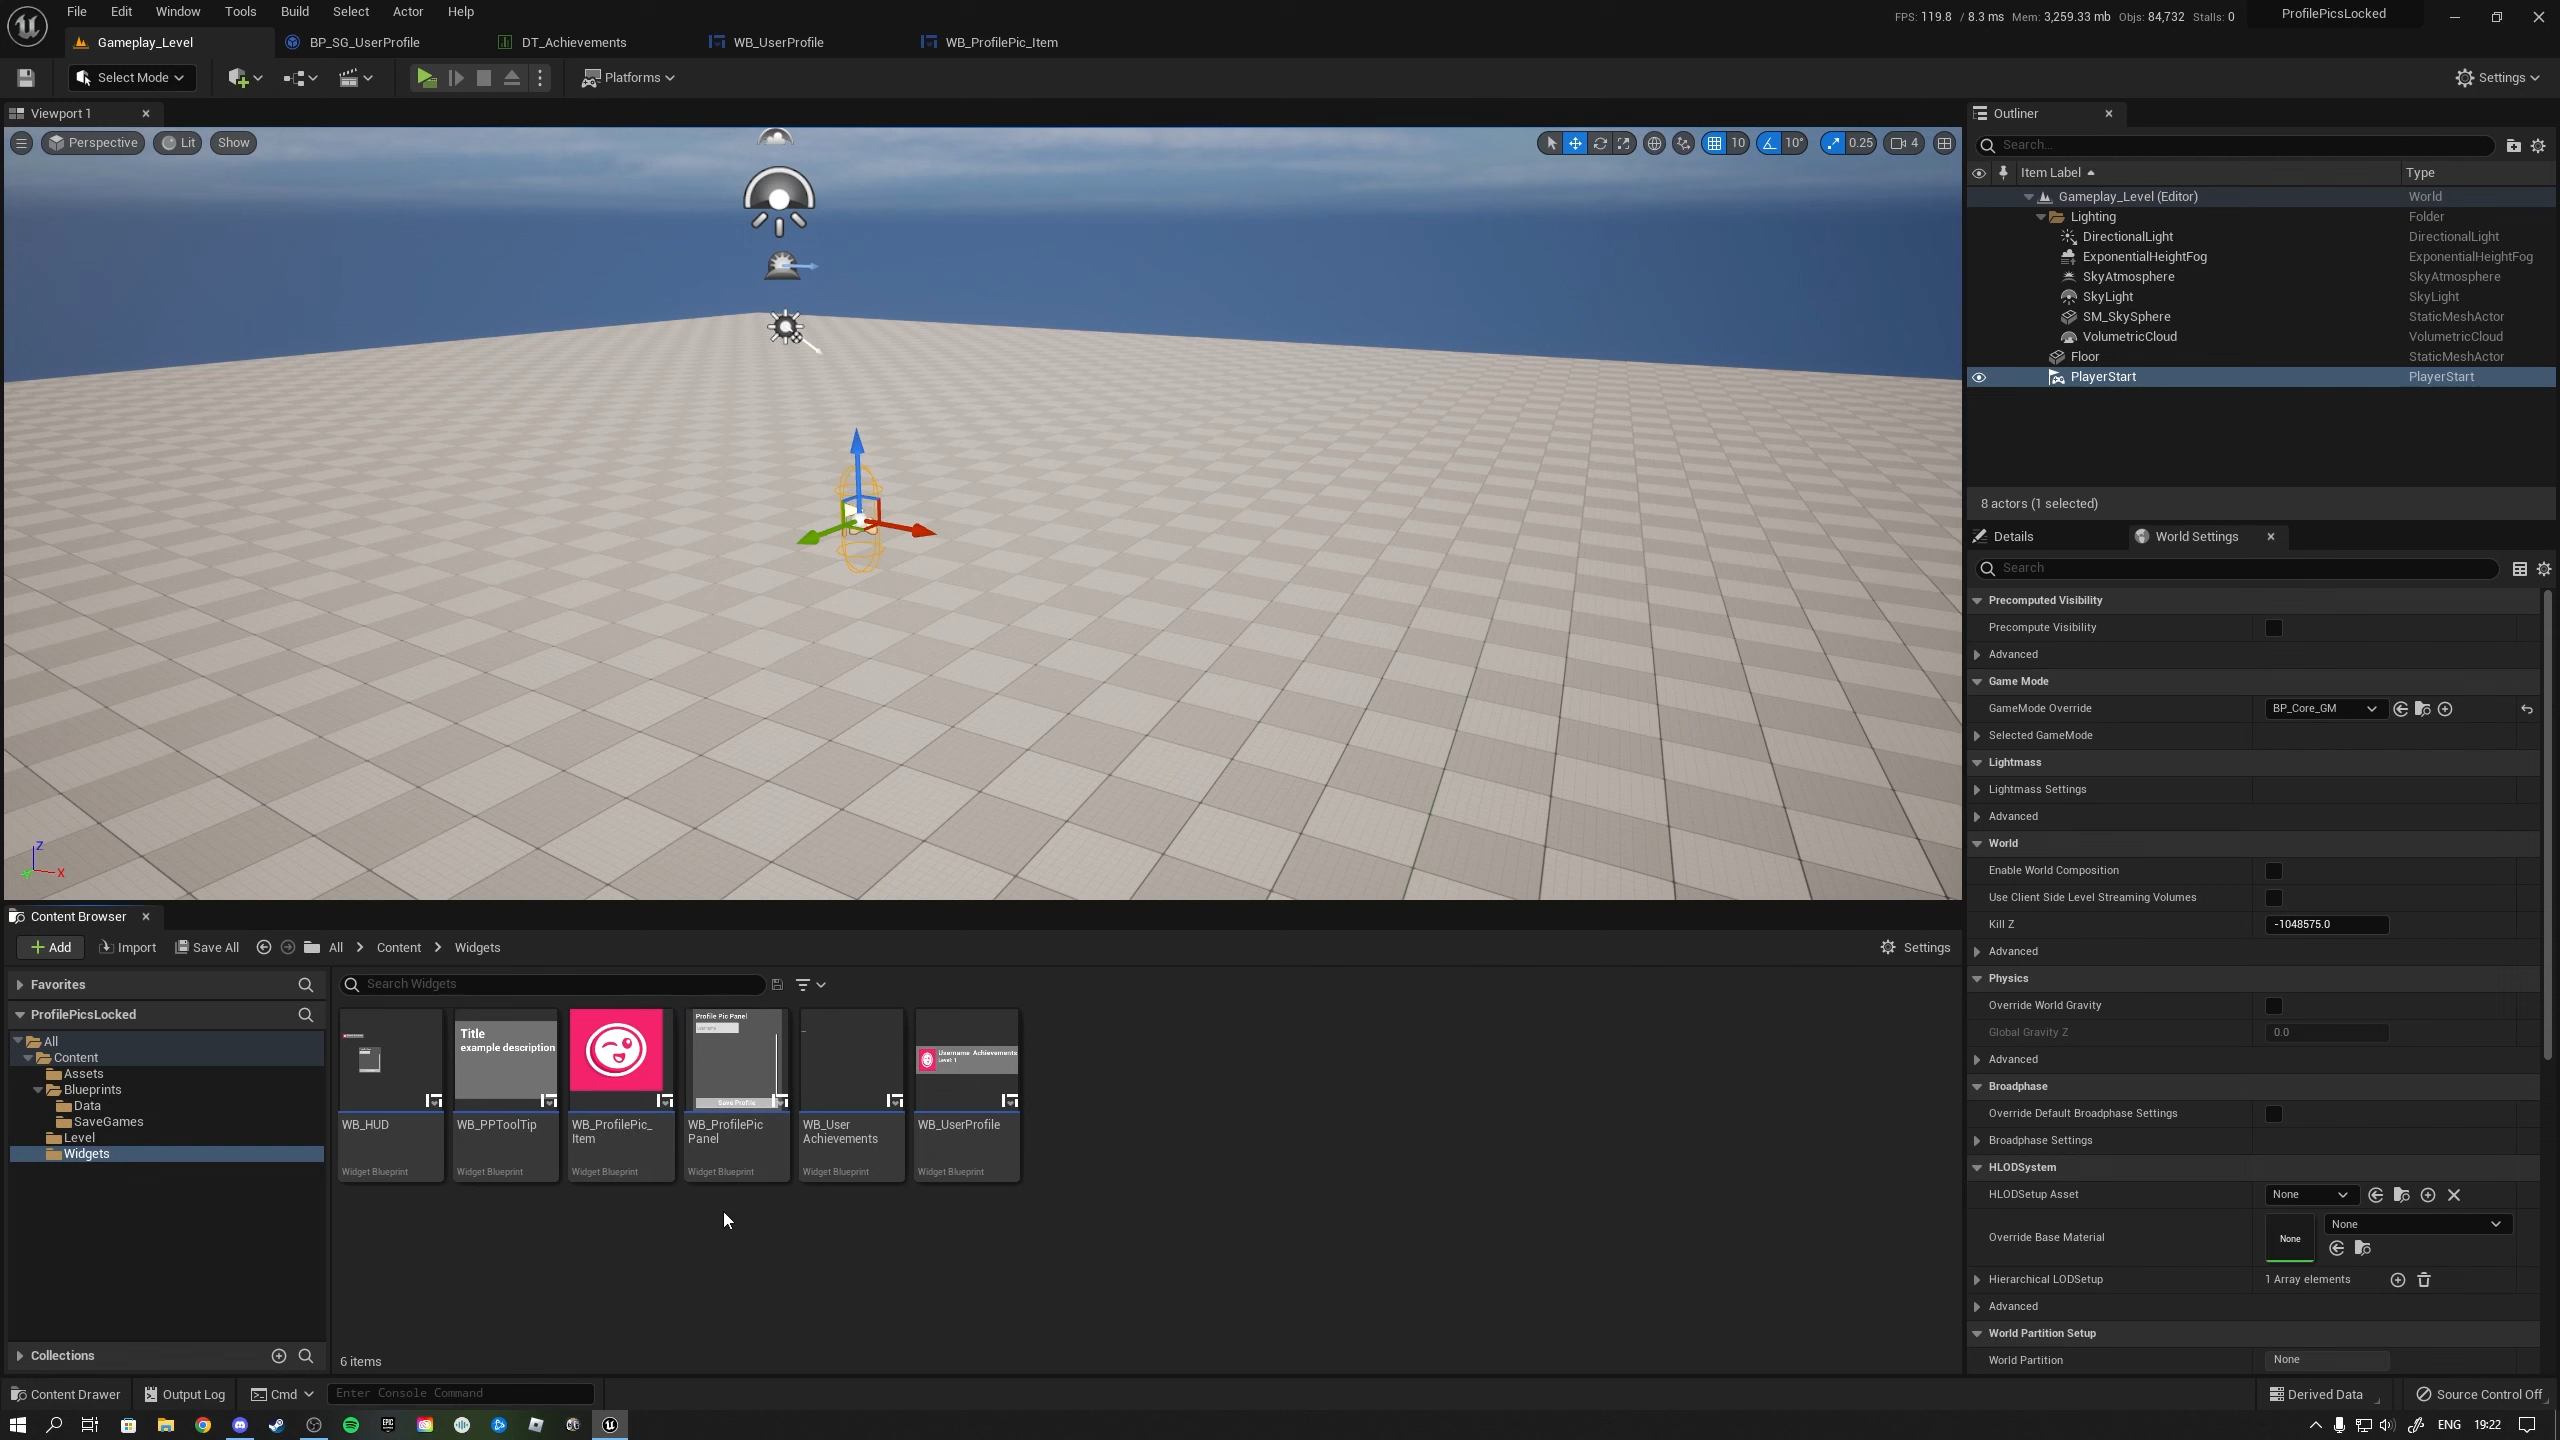 File Edit Window Tools Build Select Actor Help
FPS: 119.8 / 8.3 ms Mem: 3,259.33 mb Objs: 84,732 Stalls: 0
ProfilePicsLocked
Gameplay_Level
BP_SG_UserProfile
DT_Achievements
WB_UserProfile
WB_ProfilePic_Item
Select Mode
Platforms
Settings
Viewport 1
Perspective
Lit
Show
10
10°
0.25
4
Z
X
Outliner
Search...
Item Label
Type
Gameplay_Level (Editor) World
Lighting Folder
DirectionalLight DirectionalLight
ExponentialHeightFog ExponentialHeightFog
SkyAtmosphere SkyAtmosphere
SkyLight SkyLight
SM_SkySphere StaticMeshActor
VolumetricCloud VolumetricCloud
Floor StaticMeshActor
PlayerStart PlayerStart
8 actors (1 selected)
Details
World Settings
Search
Precomputed Visibility
Precompute Visibility
Advanced
Game Mode
GameMode Override BP_Core_GM
Selected GameMode
Lightmass
Lightmass Settings
Advanced
World
Enable World Composition
Use Client Side Level Streaming Volumes
Kill Z -1048575.0
Advanced
Physics
Override World Gravity
Global Gravity Z 0.0
Advanced
Broadphase
Override Default Broadphase Settings
Broadphase Settings
HLODSystem
HLODSetup Asset None
None
Override Base Material None
Hierarchical LODSetup 1 Array elements
Advanced
World Partition Setup
World Partition None
Content Browser
Add
Import
Save All
All
Content
Widgets
Settings
Favorites
ProfilePicsLocked
All
Content
Assets
Blueprints
Data
SaveGames
Level
Widgets
Collections
Search Widgets
Title
example description
Profile Pic Panel
Save Profile
Username Achievements
Level: 1
WB_HUD
Widget Blueprint
WB_PPToolTip
Widget Blueprint
WB_ProfilePic_
Item
Widget Blueprint
WB_ProfilePic
Panel
Widget Blueprint
WB_User
Achievements
Widget Blueprint
WB_UserProfile
Widget Blueprint
6 items
Content Drawer
Output Log
Cmd
Enter Console Command
Derived Data
Source Control Off
EPIC
ENG
19:22